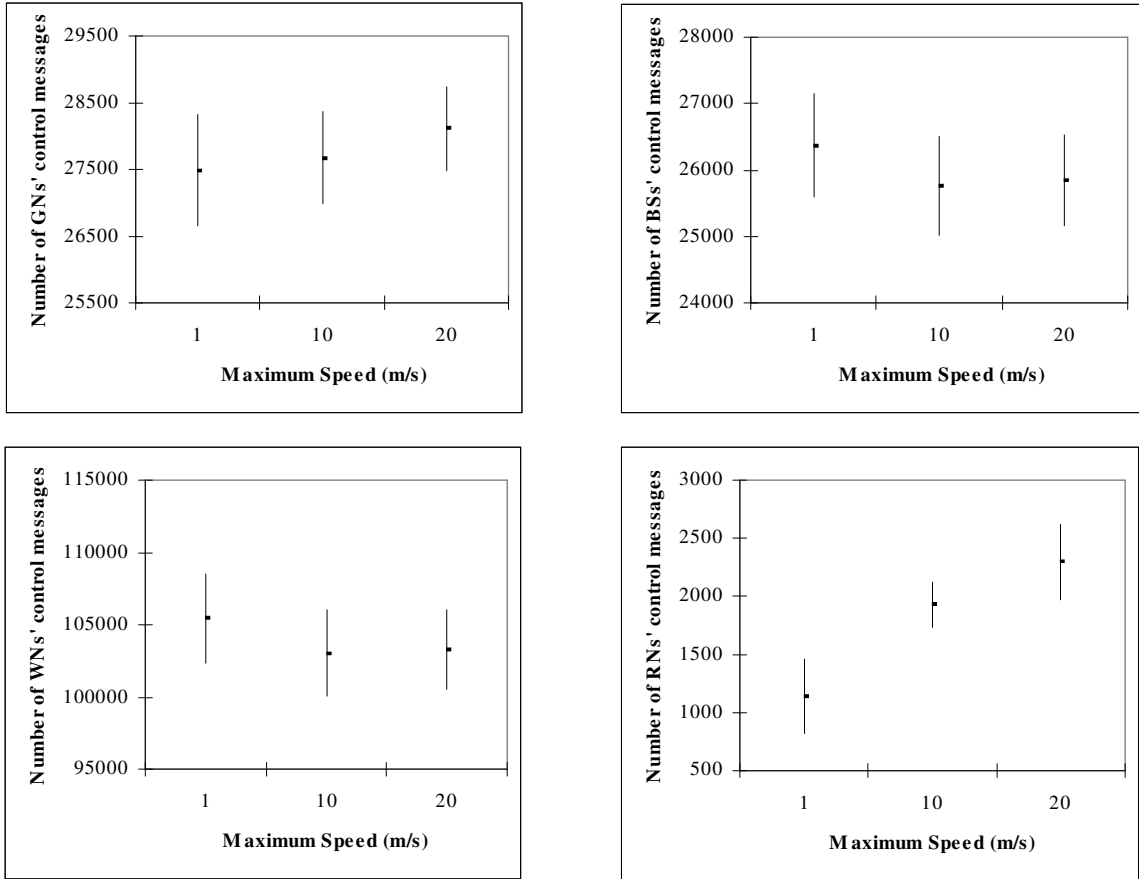 Number of GNs' control messages
29500
28500
27500
26500
25500
1 10 20
Maximum Speed (m/s)
Number of BSs' control messages
28000
27000
26000
25000
24000
1 10 20
Maximum Speed (m/s)
Number of WNs' control messages
115000
110000
105000
100000
95000
1 10 20
Maximum Speed (m/s)
Number of RNs' control messages
3000
2500
2000
1500
1000
500
1 10 20
Maximum Speed (m/s)